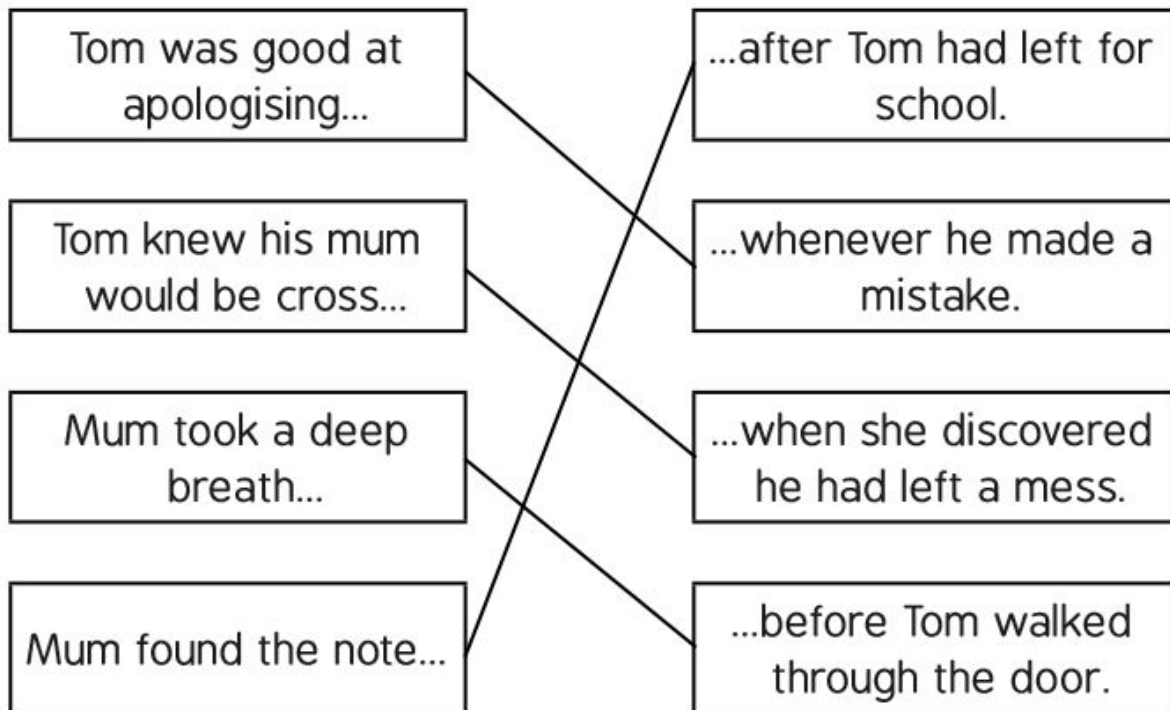 Tom was good at
apologising...
...after Tom had left for
school.
Tom knew his mum
would be cross...
...whenever he made a
mistake.
Mum took a deep
breath...
...when she discovered
he had left a mess.
Mum found the note...
...before Tom walked
through the door.